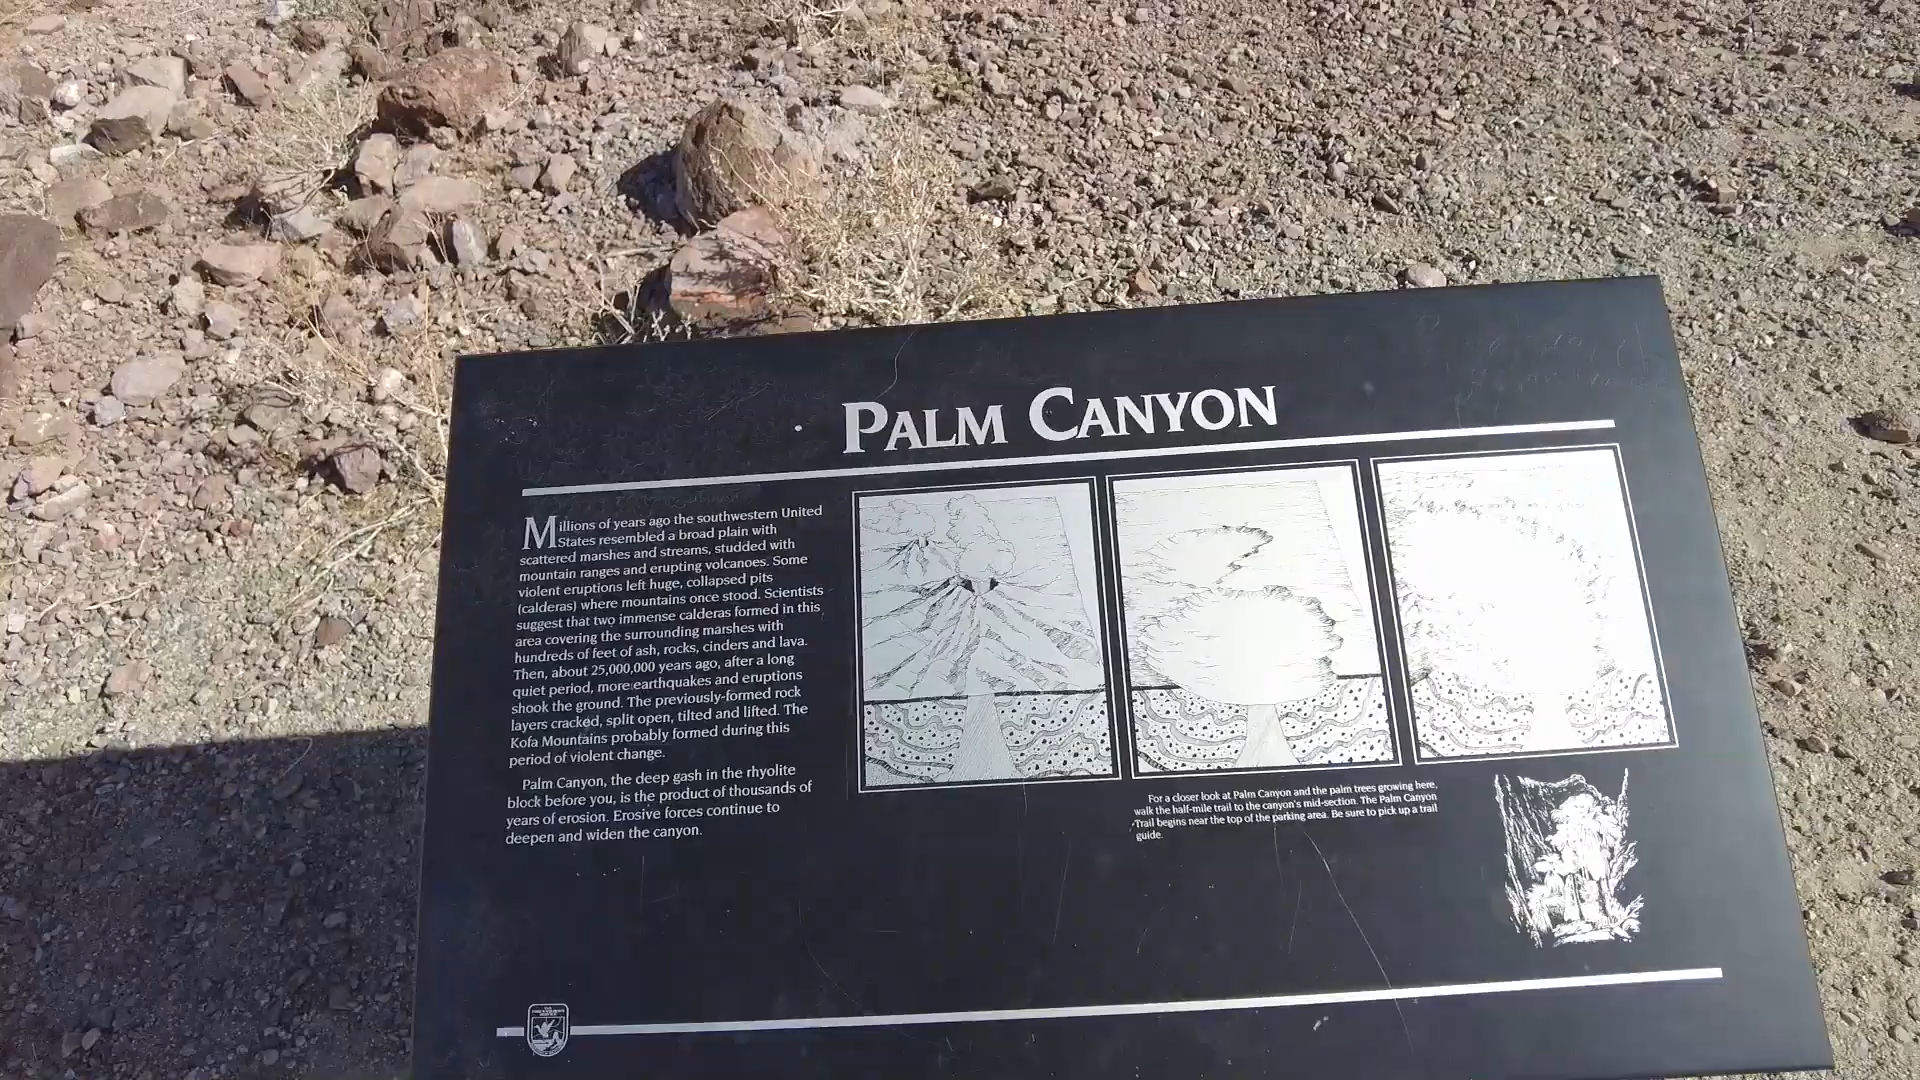 PALM CANYON
Millions of years ago the southwestern United
States resembled a broad plain with
scattered marshes and streams, studded with
mountain ranges and erupting volcanoes. Some
violent eruptions left huge, collapsed pits
(calderas) where mountains once stood. Scientists
suggest that two immense calderas formed in this
area covering the surrounding marshes with
hundreds of feet of ash, rocks, cinders and lava.
Then, about 25,000,000 years ago, after a long
quiet period, more earthquakes and eruptions
shook the ground. The previously-formed rock
layers cracked, split open, tilted and lifted. The
Kofa Mountains probably formed during this
period of violent change.
Palm Canyon, the deep gash in the rhyolite
block before you, is the product of thousands of
years of erosion. Erosive forces continue to
deepen and widen the canyon.
For a closer look at Palm Canyon and the palm trees growing here,
walk the half-mile trail to the canyon's mid-section. The Palm Canyon
Trail begins near the top of the parking area. Be sure to pick up a trail
guide.